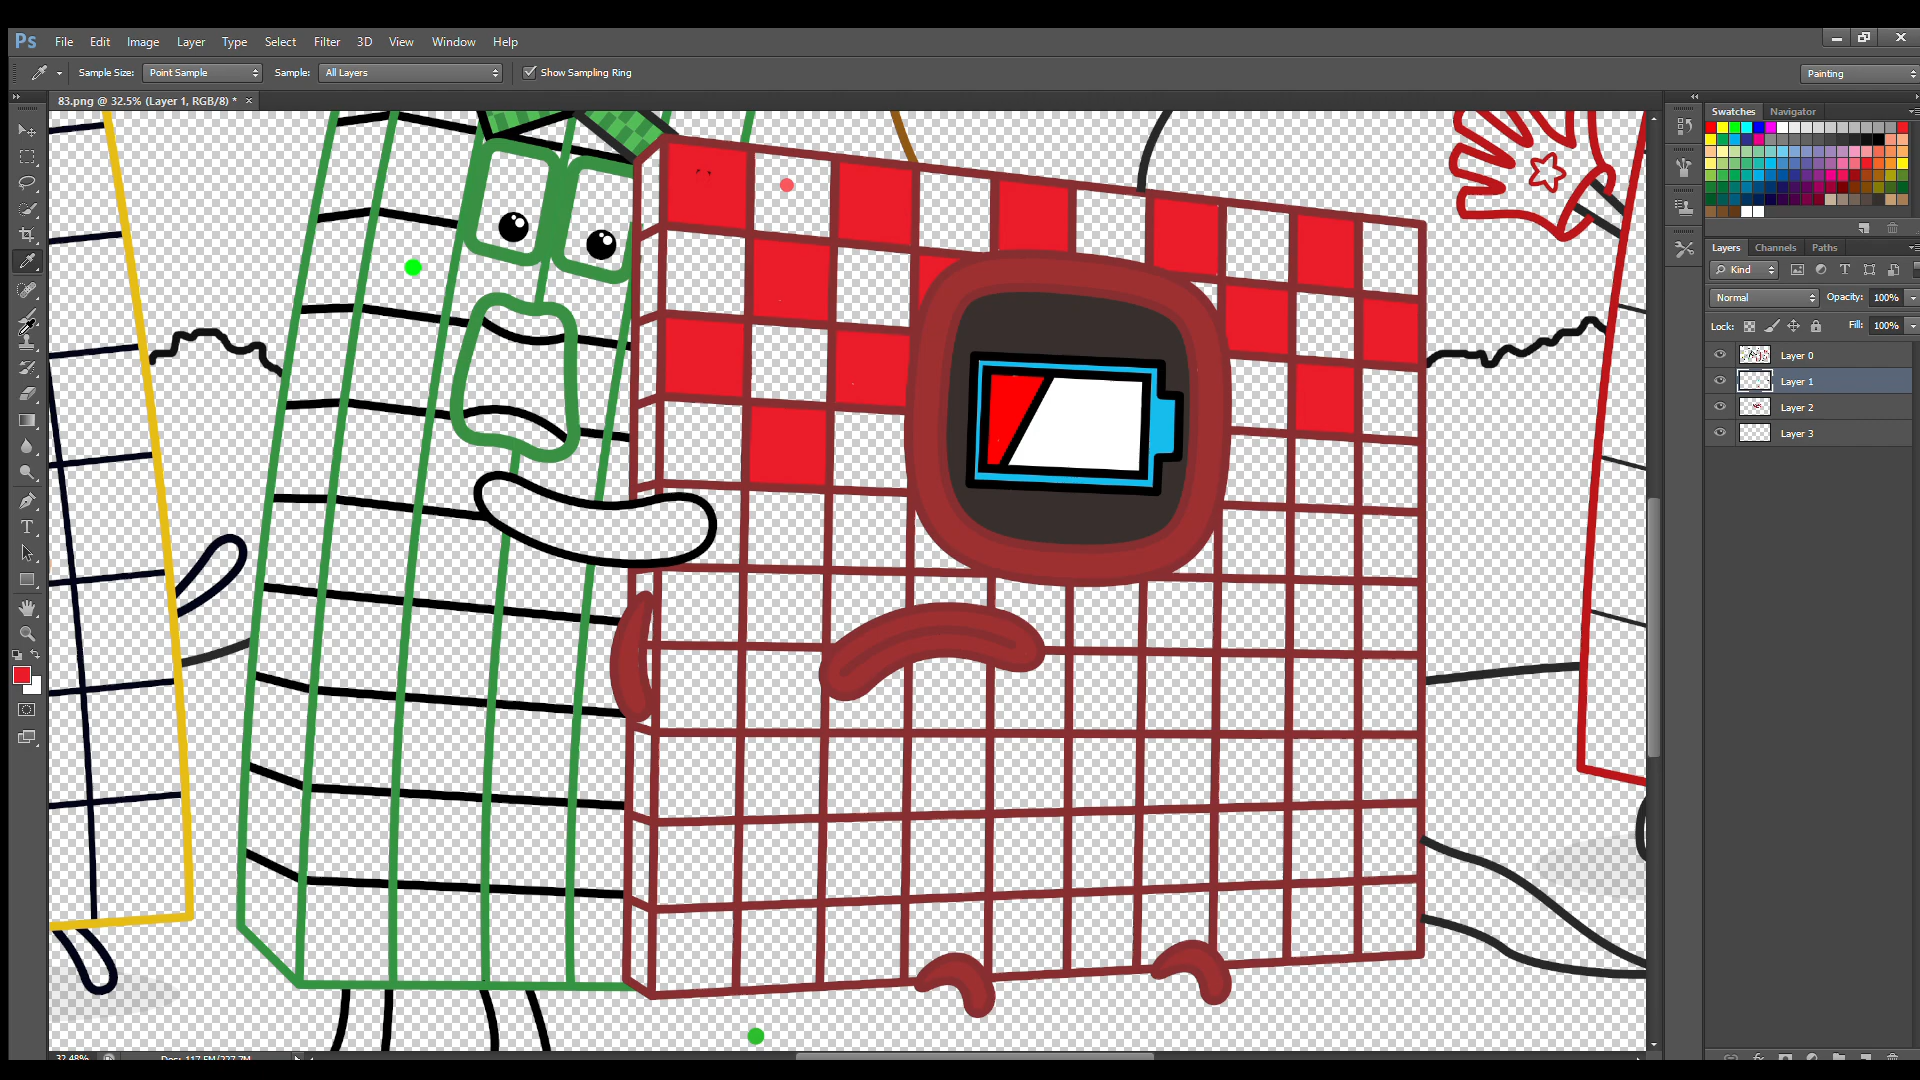 Ps File Edit Image Layer Type Select Filter 3D View Window Help
Sample Size: Point Sample Sample: All Layers Show Sampling Ring Painting
83.png @ 32.5% (Layer 1, RGB/8) * ×
Swatches Navigator
Layers Channels Paths
Kind
Normal Opacity: 100%
Lock: Fill: 100%
Layer 0
Layer 1
Layer 2
Layer 3
32.48% Doc: 117.5M/227.7M